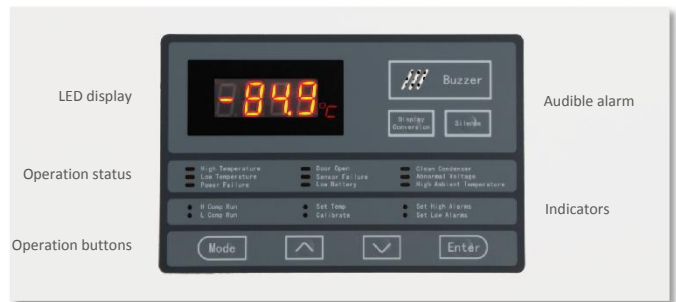 LED display
-84.9 °C
Buzzer
Audible alarm
Display
Conversion
Silence
Operation status
High Temperature
Low Temperature
Power Failure
Door Open
Sensor Failure
Low Battery
Clean Condenser
Abnormal Voltage
High Ambient Temperature
H Comp Run
L Comp Run
Set Temp
Calibrate
Set High Alarms
Set Low Alarms
Indicators
Operation buttons
Mode
Enter